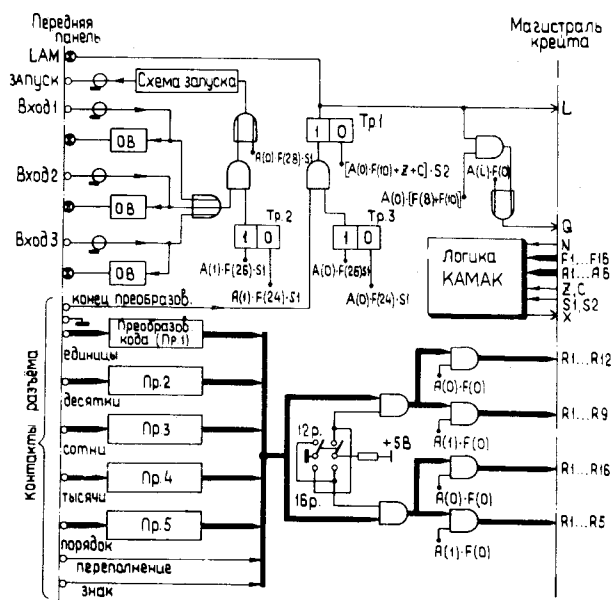 Передняя панель
Магистраль крейта
LAM
запуск
Схема запуска
Вход 1
ОВ
Вход 2
ОВ
Вход 3
ОВ
A(0)·F(28)·S1
Тр.1
1 0
[A(0)·F(10)+Z+C]·S2
L
A(i)·F(0)
A(0)·[F(8)+F(10)]
Q
Тр.2
1 0
A(1)·F(26)·S1
A(1)·F(24)·S1
Тр.3
1 0
A(0)·F(26)S1
A(0)·F(24)·S1
Логика КАМАК
N
F1...F16
A1...A8
Z,C
S1,S2
X
контакты разъёма
конец преобразов.
Преобразов. кода (Пр.1)
единицы
Пр.2
десятки
Пр.3
сотни
Пр.4
тысячи
Пр.5
порядок
переполнение
знак
12р.
16р.
+5В
A(0)·F(0)
R1...R12
A(1)·F(0)
R1...R9
A(0)·F(0)
R1...R16
A(1)·F(0)
R1...R5